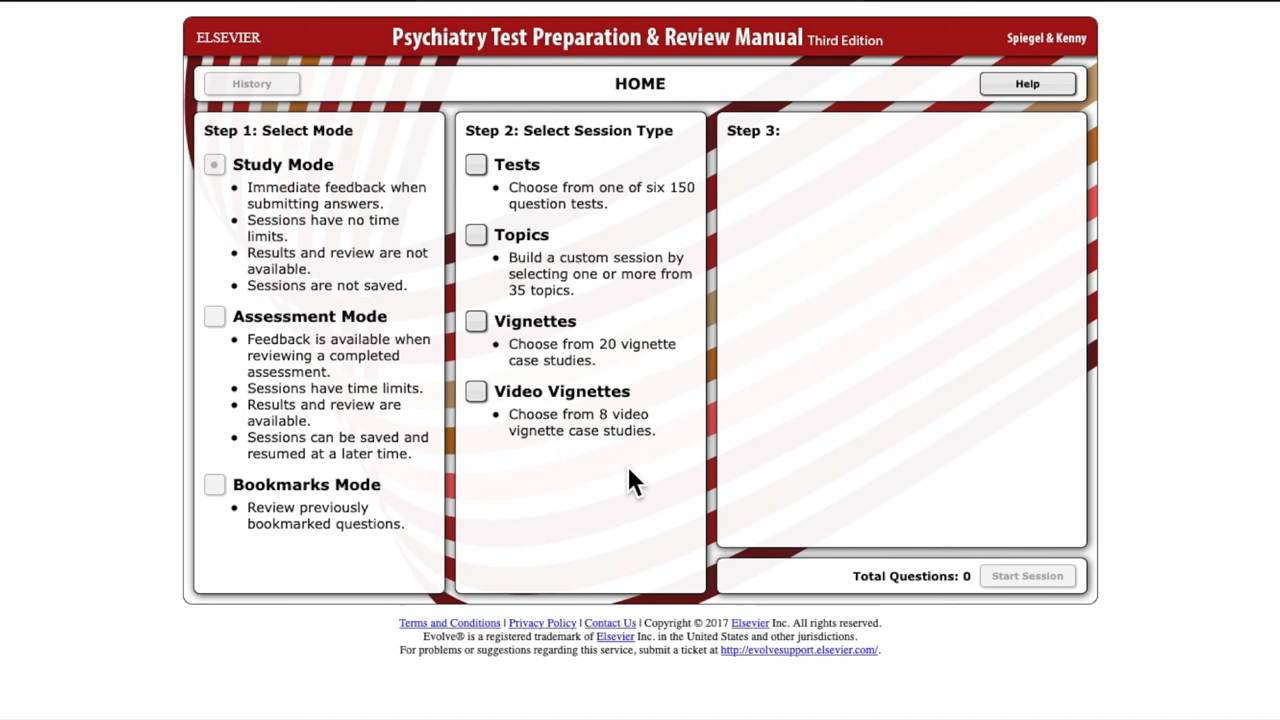 ELSEVIER
Psychiatry Test Preparation & Review Manual Third Edition
Spiegel & Kenny
History
HOME
Help
Step 1: Select Mode
Study Mode
• Immediate feedback when
submitting answers.
• Sessions have no time
limits.
• Results and review are not
available.
• Sessions are not saved.
Assessment Mode
• Feedback is available when
reviewing a completed
assessment.
• Sessions have time limits.
• Results and review are
available.
• Sessions can be saved and
resumed at a later time.
Bookmarks Mode
• Review previously
bookmarked questions.
Step 2: Select Session Type
Tests
• Choose from one of six 150
question tests.
Topics
• Build a custom session by
selecting one or more from
35 topics.
Vignettes
• Choose from 20 vignette
case studies.
Video Vignettes
• Choose from 8 video
vignette case studies.
Step 3:
Total Questions: 0
Start Session
Terms and Conditions | Privacy Policy | Contact Us | Copyright © 2017 Elsevier Inc. All rights reserved.
Evolve® is a registered trademark of Elsevier Inc. in the United States and other jurisdictions.
For problems or suggestions regarding this service, submit a ticket at http://evolvesupport.elsevier.com/.